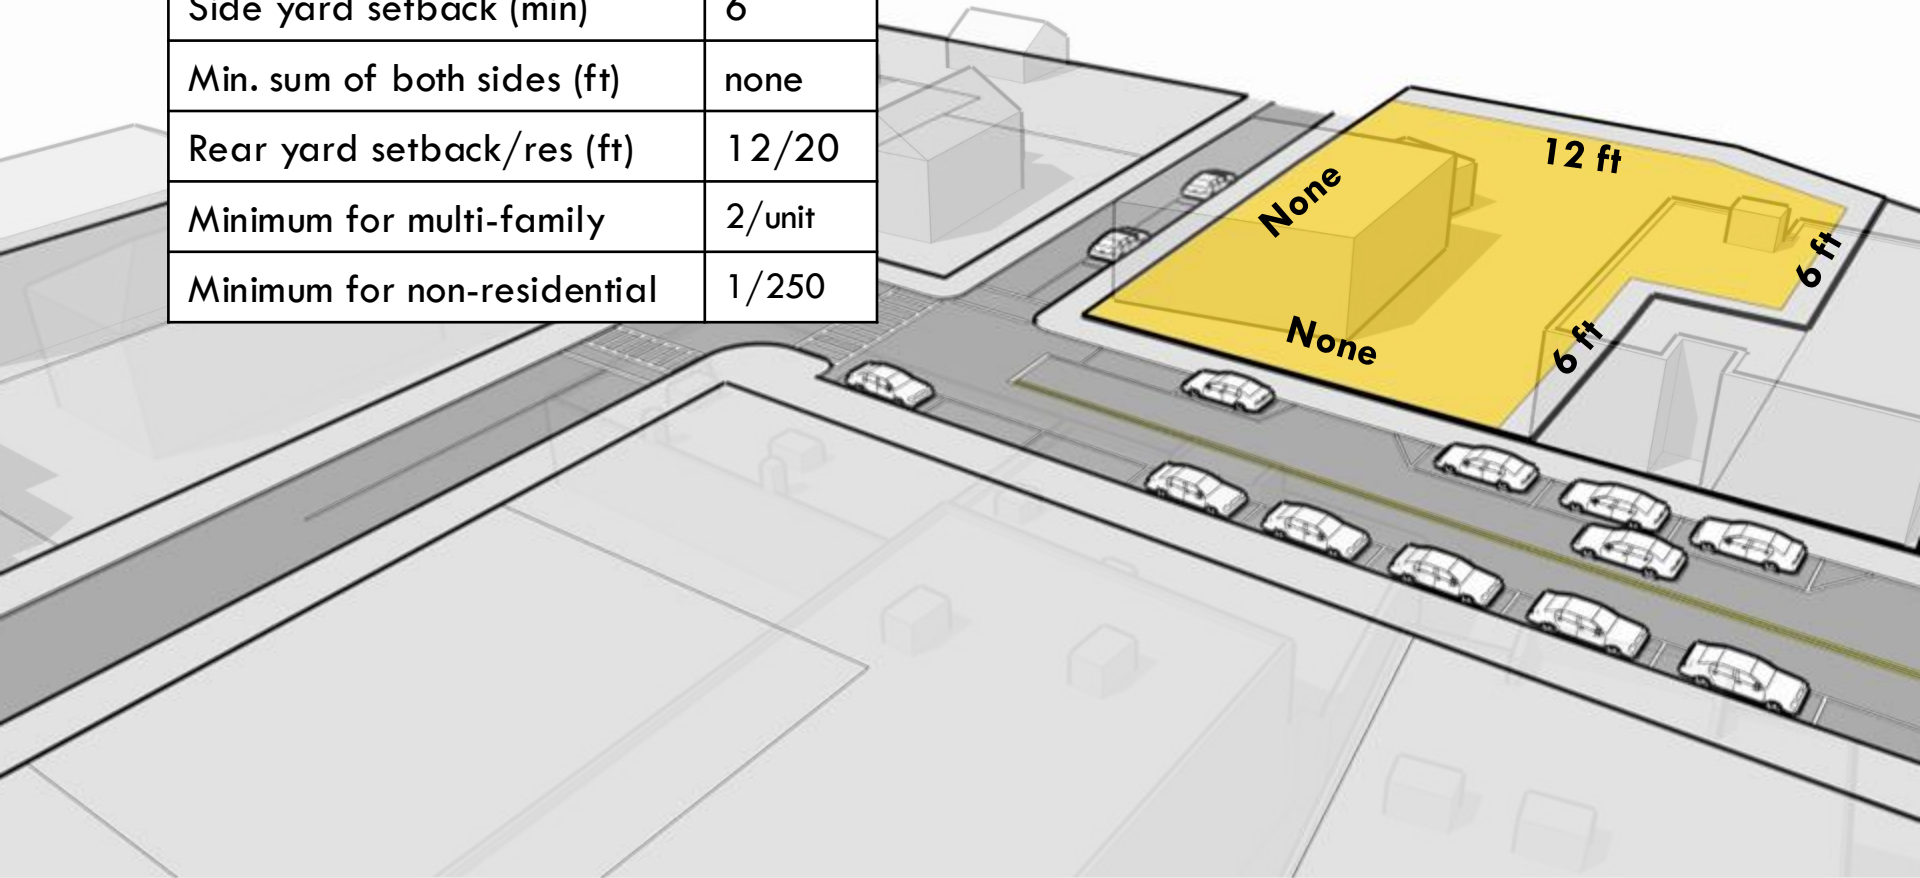 Side yard setback (min) 6
Min. sum of both sides (ft) none
Rear yard setback/res (ft) 12/20
Minimum for multi-family 2/unit
Minimum for non-residential 1/250
12 ft
None
6 ft
None
6 ft